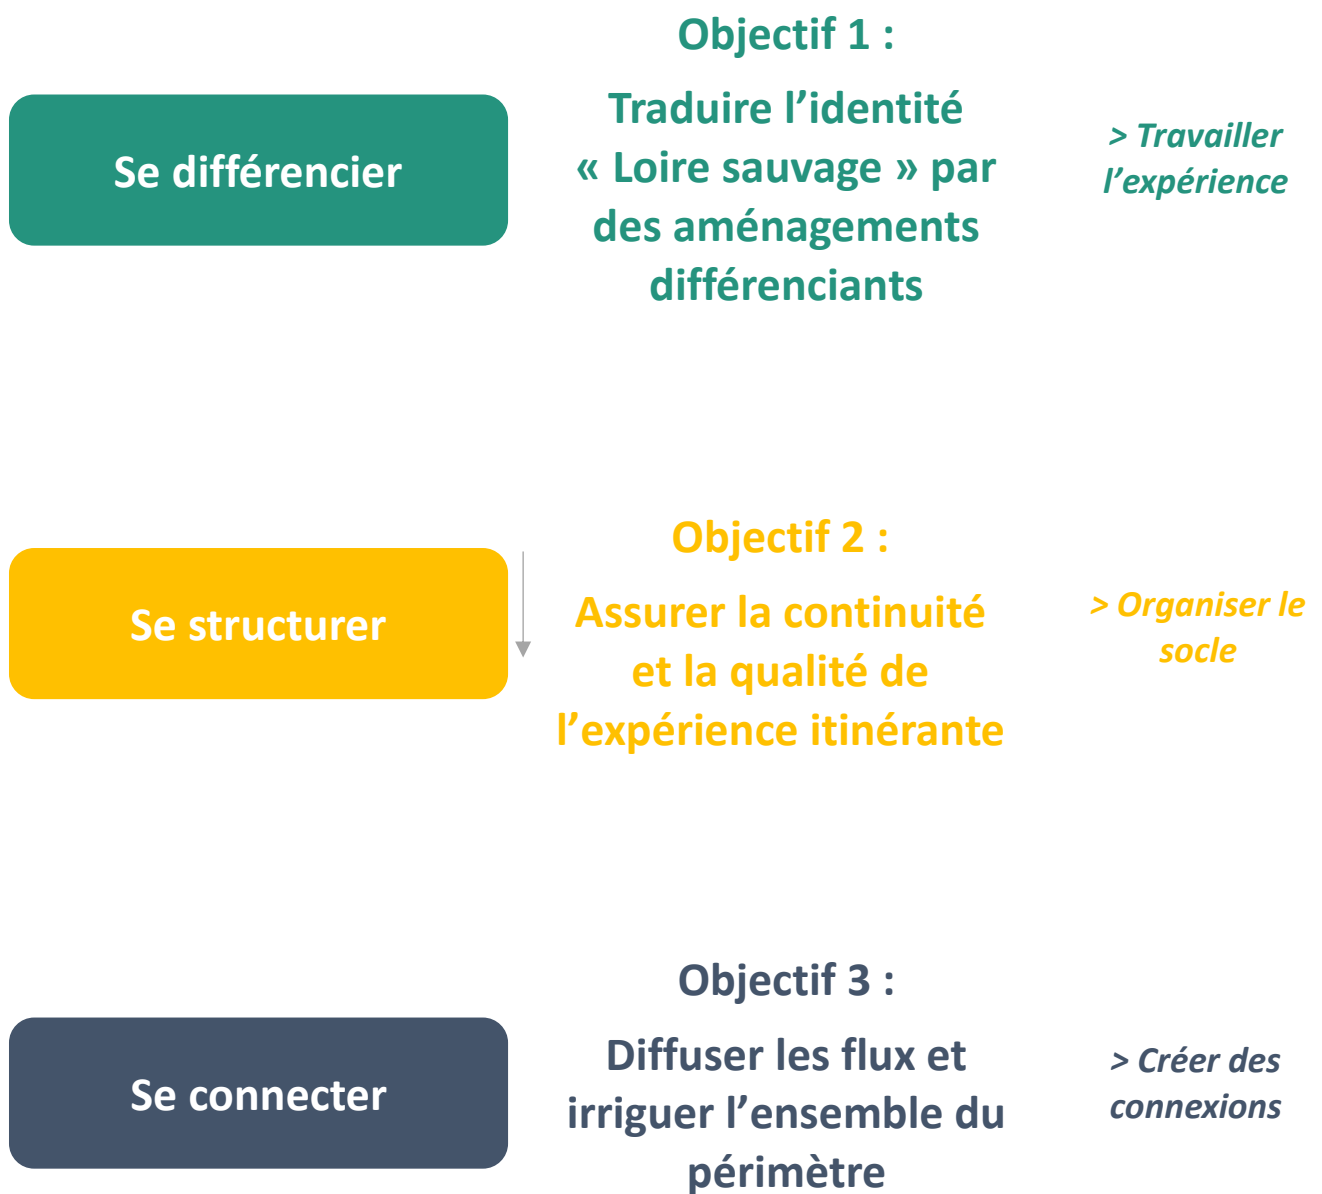 Objectif 1 :
Se différencier
Traduire l’identité
« Loire sauvage » par
des aménagements
différenciants
> Travailler
l’expérience
Objectif 2 :
Se structurer
Assurer la continuité
et la qualité de
l’expérience itinérante
> Organiser le
socle
Objectif 3 :
Se connecter
Diffuser les flux et
irriguer l’ensemble du
périmètre
> Créer des
connexions